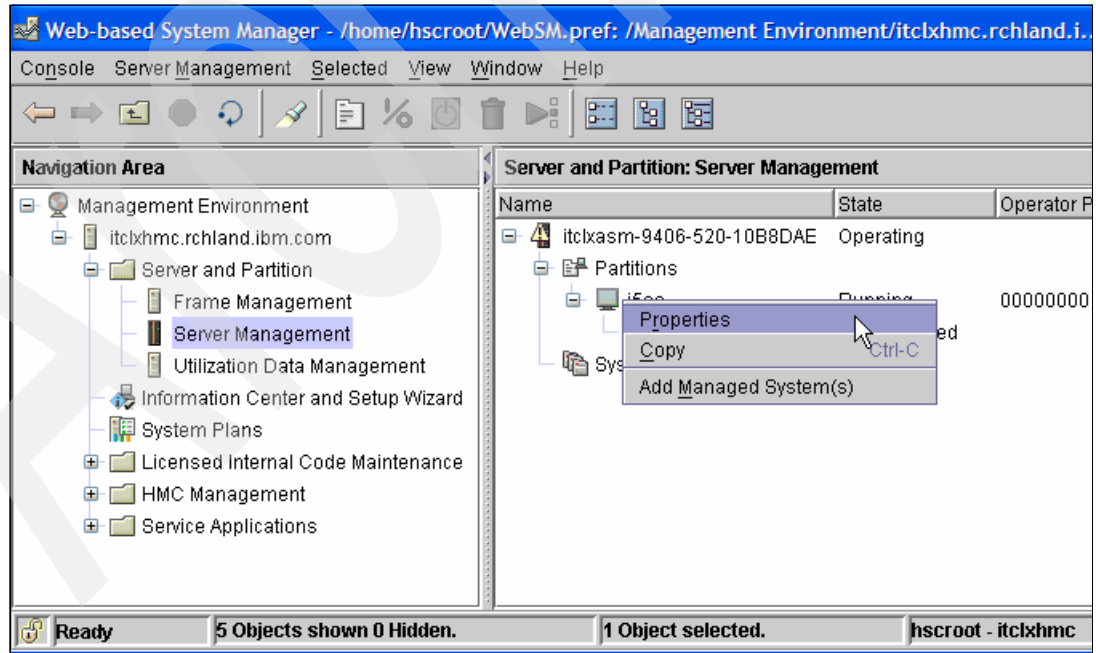 Web-based System Manager - /home/hscroot/WebSM.pref: /Management Environment/itclxhmc.rchland.i..
Console Server Management Selected View Window Help
Navigation Area
Management Environment
itclxhmc.rchland.ibm.com
Server and Partition
Frame Management
Server Management
Utilization Data Management
Information Center and Setup Wizard
System Plans
Licensed Internal Code Maintenance
HMC Management
Service Applications
Server and Partition: Server Management
Name State Operator P
itclxasm-9406-520-10B8DAE Operating
Partitions
Running 00000000
ed
Sys
Properties
Copy Ctrl-C
Add Managed System(s)
Ready 5 Objects shown 0 Hidden. 1 Object selected. hscroot - itclxhmc